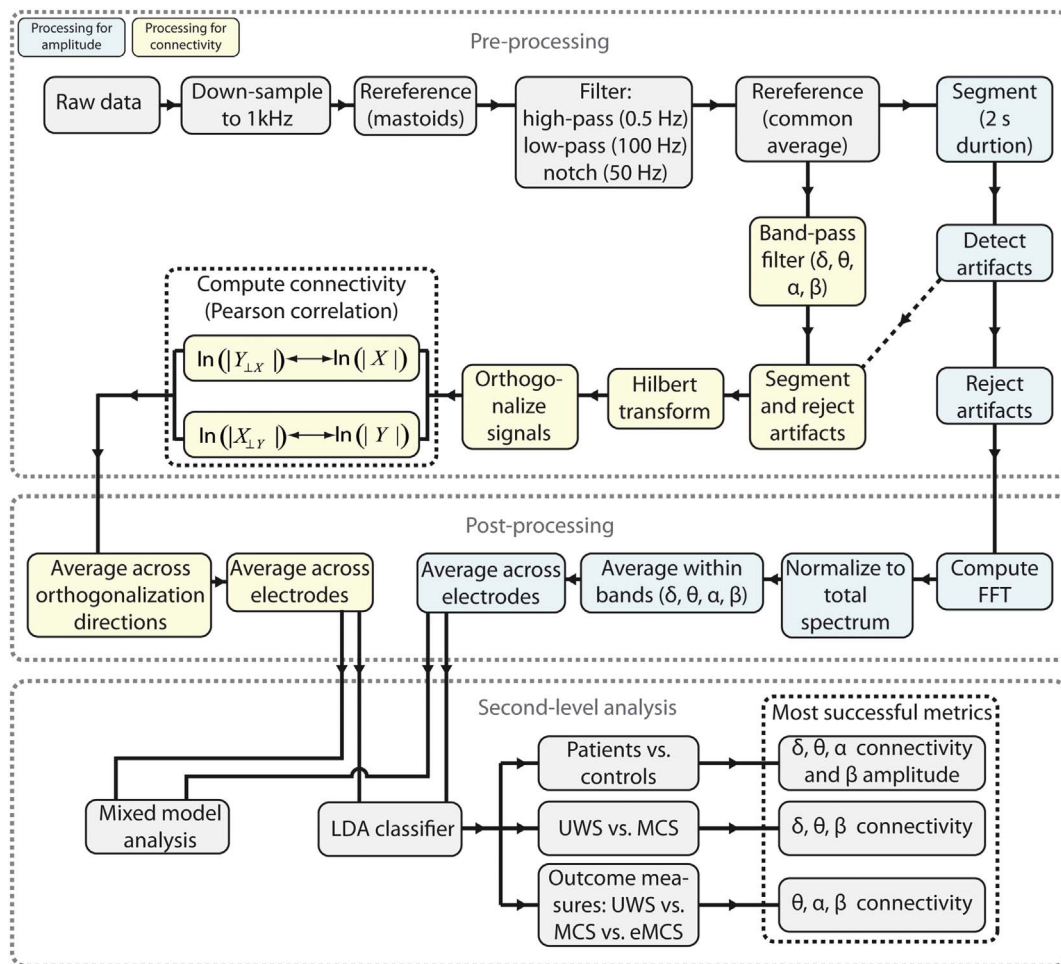 Processing for
amplitude
Processing for
connectivity
Pre-processing
Raw data
Down-sample
to 1kHz
Rereference
(mastoids)
Filter:
high-pass (0.5 Hz)
low-pass (100 Hz)
notch (50 Hz)
Rereference
(common
average)
Segment
(2 s
durtion)
Band-pass
filter (δ, θ,
α, β)
Detect
artifacts
Compute connectivity
(Pearson correlation)
ln(|Y⊥X|) ⟷ ln(|X|)
ln(|X⊥Y|) ⟷ ln(|Y|)
Orthogo-
nalize
signals
Hilbert
transform
Segment
and reject
artifacts
Reject
artifacts
Post-processing
Average across
orthogonalization
directions
Average across
electrodes
Average across
electrodes
Average within
bands (δ, θ, α, β)
Normalize to
total
spectrum
Compute
FFT
Second-level analysis
Most successful metrics
Mixed model
analysis
LDA classifier
Patients vs.
controls
δ, θ, α connectivity
and β amplitude
UWS vs. MCS
δ, θ, β connectivity
Outcome mea-
sures: UWS vs.
MCS vs. eMCS
θ, α, β connectivity